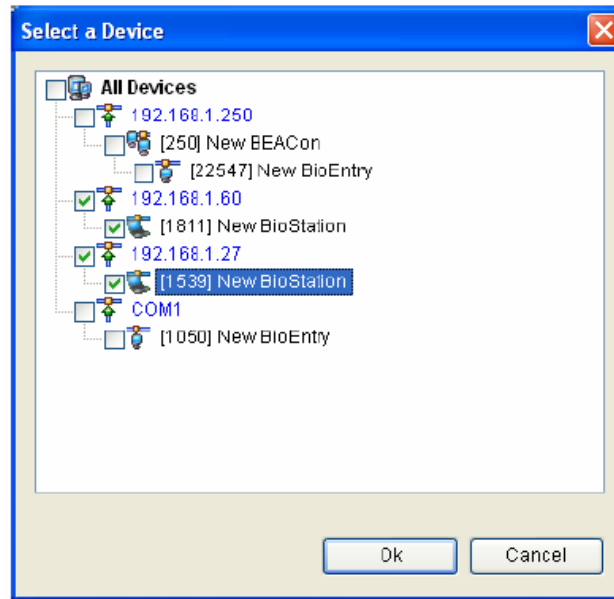 Select a Device
All Devices
192.168.1.250
[250] New BEACon
[22547] New BioEntry
192.168.1.60
[1811] New BioStation
192.168.1.27
[1539] New BioStation
COM1
[1050] New BioEntry
Ok Cancel